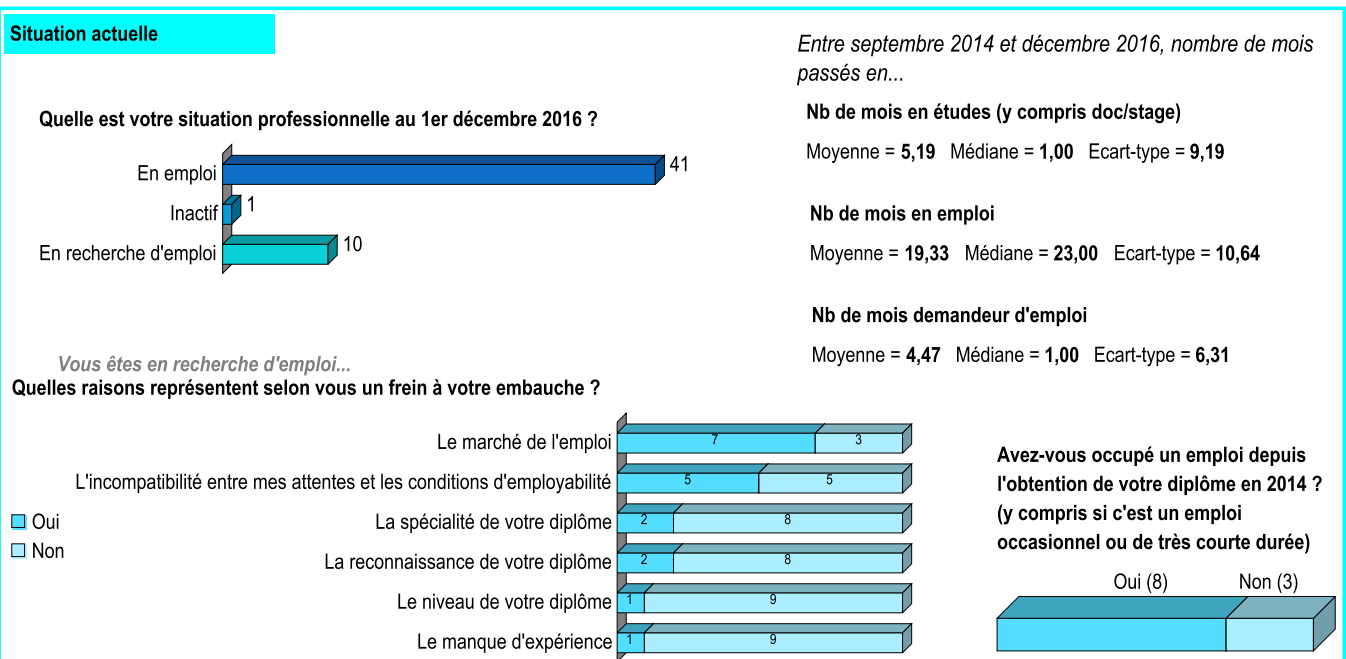 Situation actuelle
Entre septembre 2014 et décembre 2016, nombre de mois
passés en...
Quelle est votre situation professionnelle au 1er décembre 2016 ?
En emploi 41
Inactif 1
En recherche d'emploi 10
Nb de mois en études (y compris doc/stage)
Moyenne = 5,19 Médiane = 1,00 Ecart-type = 9,19
Nb de mois en emploi
Moyenne = 19,33 Médiane = 23,00 Ecart-type = 10,64
Nb de mois demandeur d'emploi
Moyenne = 4,47 Médiane = 1,00 Ecart-type = 6,31
Vous êtes en recherche d'emploi...
Quelles raisons représentent selon vous un frein à votre embauche ?
Le marché de l'emploi 7 3
L'incompatibilité entre mes attentes et les conditions d'employabilité 5 5
La spécialité de votre diplôme 2 8
La reconnaissance de votre diplôme 2 8
Le niveau de votre diplôme 1 9
Le manque d'expérience 1 9
Oui
Non
Avez-vous occupé un emploi depuis
l'obtention de votre diplôme en 2014 ?
(y compris si c'est un emploi
occasionnel ou de très courte durée)
Oui (8) Non (3)